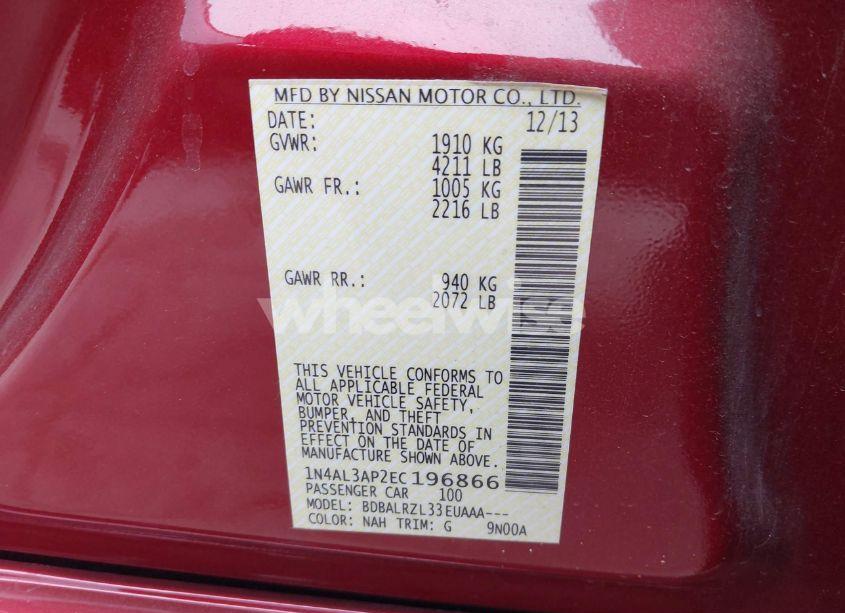 MFD BY NISSAN MOTOR CO., LTD.
DATE: 12/13
GVWR: 1910 KG
4211 LB
GAWR FR.: 1005 KG
2216 LB
GAWR RR.: 940 KG
2072 LB
wheelwise
THIS VEHICLE CONFORMS TO
ALL APPLICABLE FEDERAL
MOTOR VEHICLE SAFETY,
BUMPER, AND THEFT
PREVENTION STANDARDS IN
EFFECT ON THE DATE OF
MANUFACTURE SHOWN ABOVE.
1N4AL3AP2EC196866
PASSENGER CAR 100
MODEL: BDBALRZL33EUAAA---
COLOR: NAH TRIM: G 9N00A